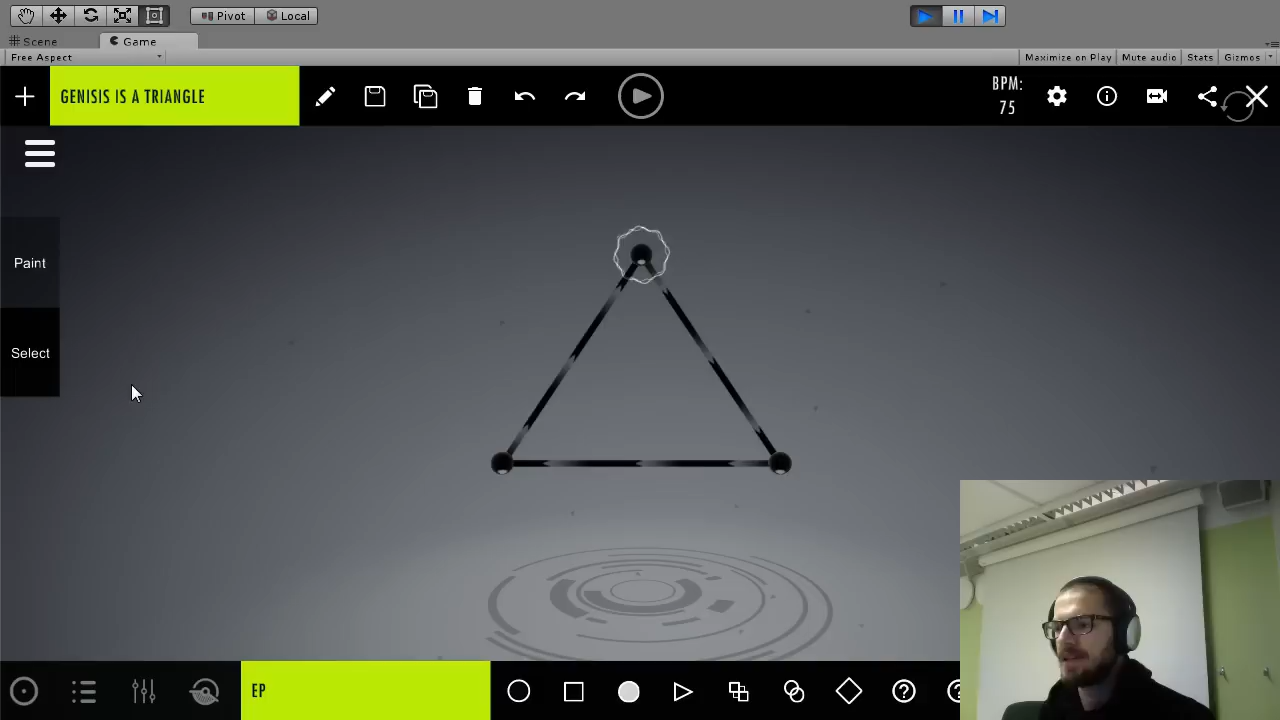 Pivot Local
Scene Game
Free Aspect Maximize on Play Mute audio Stats Gizmos
GENISIS IS A TRIANGLE
BPM:
75
Paint
Select
EP